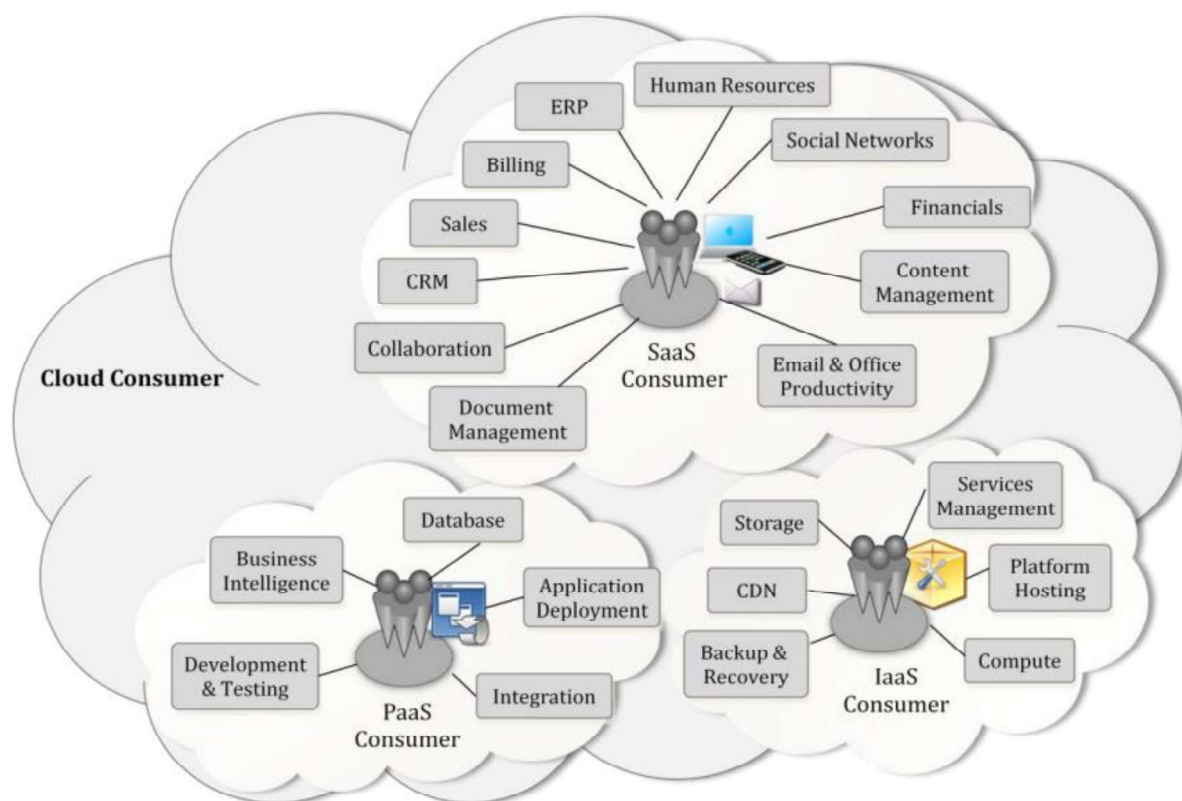 Human Resources
ERP
Social Networks
Billing
Financials
Sales
Content
Management
CRM
Collaboration
SaaS
Consumer
Email & Office
Productivity
Cloud Consumer
Document
Management
Database
Business
Intelligence
Application
Deployment
Development
& Testing
Integration
PaaS
Consumer
Services
Management
Storage
Platform
Hosting
CDN
Backup &
Recovery
Compute
IaaS
Consumer